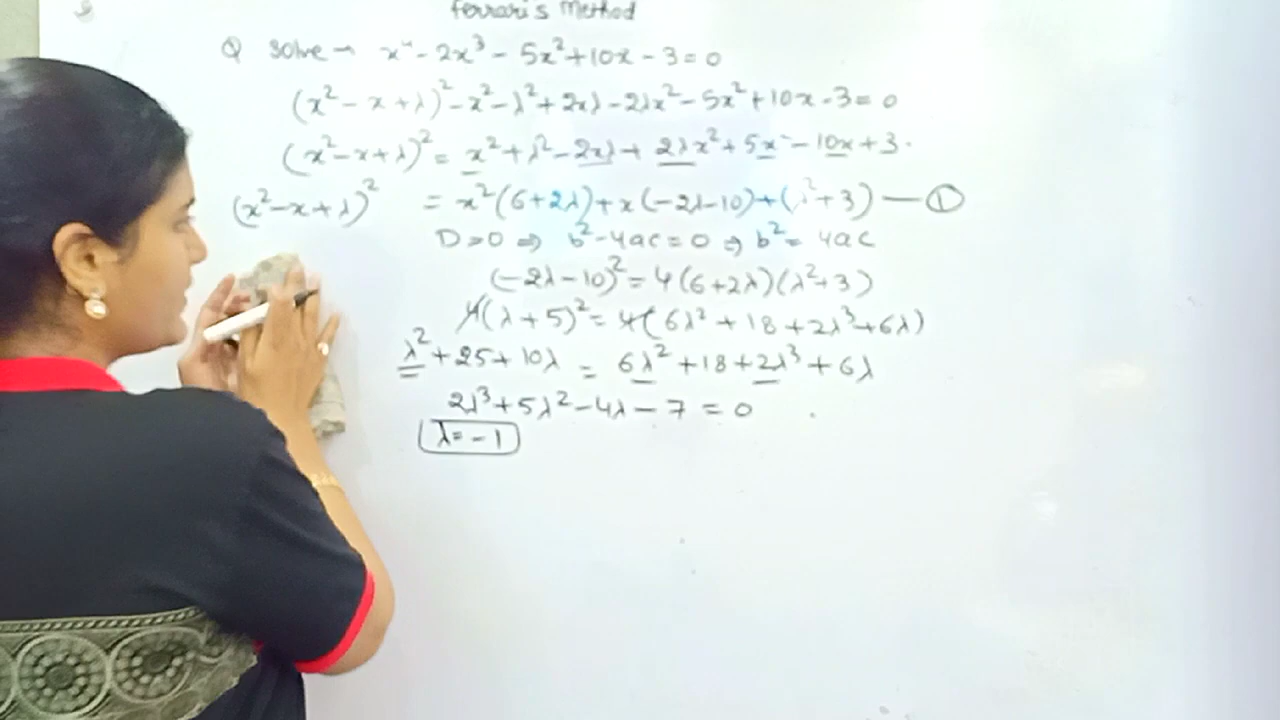 Ferrari's Method
Q Solve → x⁴ - 2x³ - 5x² + 10x - 3 = 0
(x² - x + λ)² - x² - λ² + 2xλ - 2λx² - 5x² + 10x - 3 = 0
(x² - x + λ)² = x² + λ² - 2xλ + 2λx² + 5x² - 10x + 3.
(x² - x + λ)² = x²(6+2λ) + x(-2λ-10) + (λ²+3) — ①
D=0 ⇒ b²-4ac = 0 ⇒ b² = 4ac
(-2λ-10)² = 4(6+2λ)(λ²+3)
4(λ+5)² = 4(6λ² + 18 + 2λ³ + 6λ)
λ² + 25 + 10λ = 6λ² + 18 + 2λ³ + 6λ
2λ³ + 5λ² - 4λ - 7 = 0
λ = -1